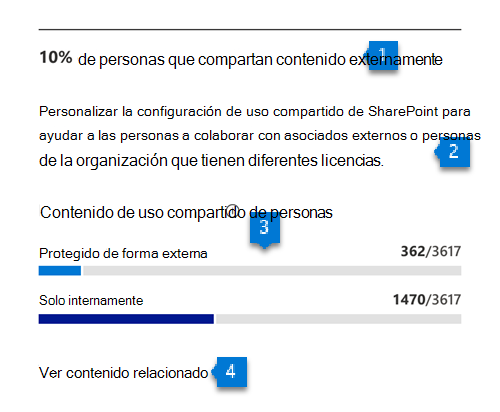 10% de personas que compartan contenido externamente
1
Personalizar la configuración de uso compartido de SharePoint para
ayudar a las personas a colaborar con asociados externos o personas
2
de la organización que tienen diferentes licencias.
Contenido de uso compartido de personas
3
Protegido de forma externa 362/3617
Solo internamente 1470/3617
Ver contenido relacionado 4